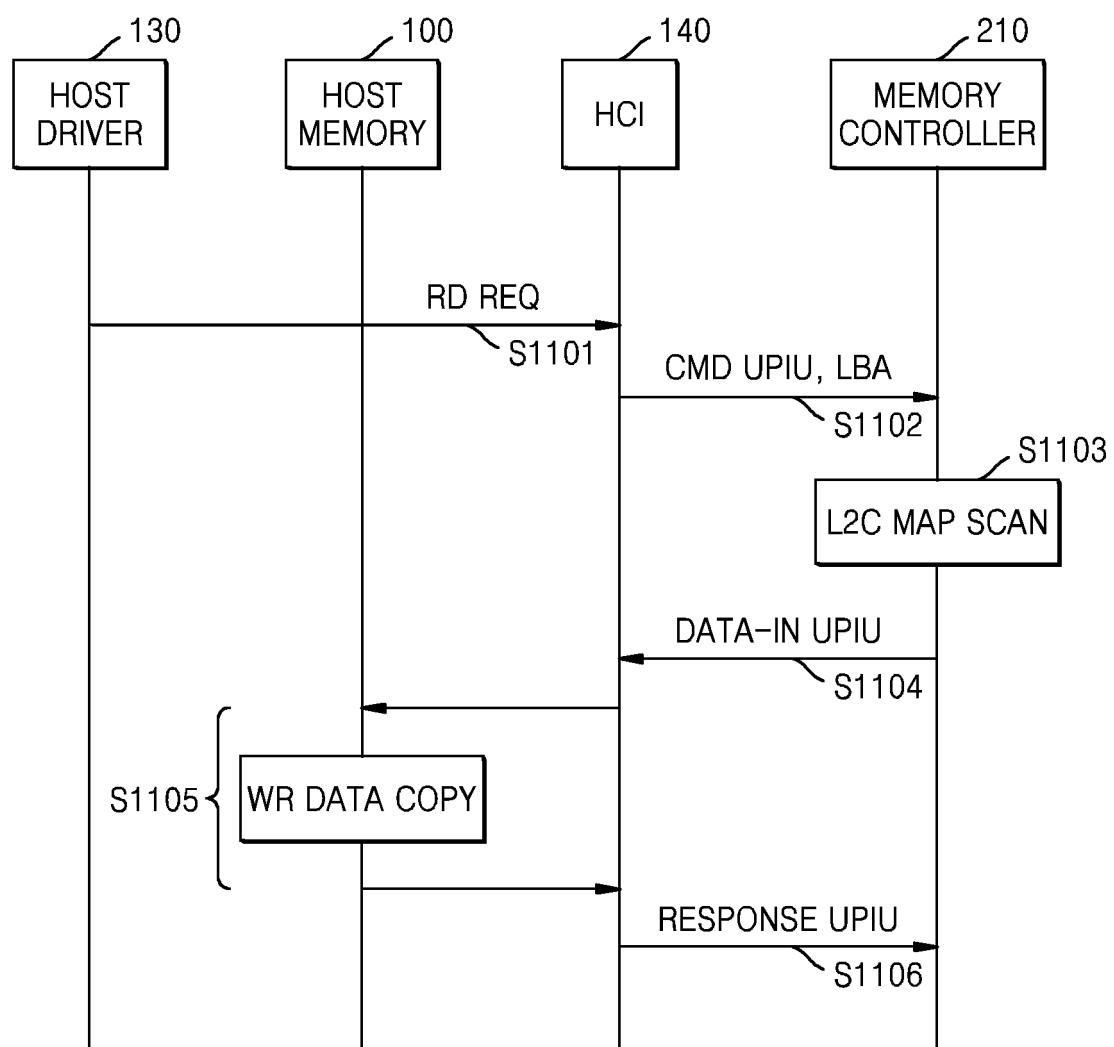 130
100
140
210
HOST
DRIVER
HOST
MEMORY
HCI
MEMORY
CONTROLLER
RD REQ
S1101
CMD UPIU, LBA
S1102
S1103
L2C MAP SCAN
DATA-IN UPIU
S1104
S1105
WR DATA COPY
RESPONSE UPIU
S1106